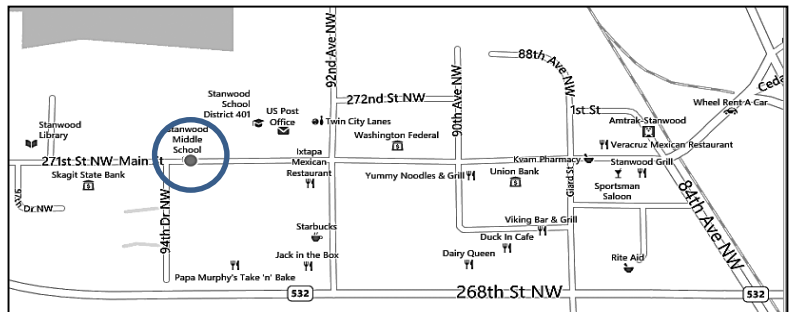 92nd Ave NW
88th Ave NW
Cedar
272nd St NW
90th Ave NW
1st St
Wheel Rent A Car
Stanwood
School
District 401
US Post
Office
Twin City Lanes
Amtrak-Stanwood
Stanwood
Library
Stanwood
Middle
School
Washington Federal
Veracruz Mexican Restaurant
271st St NW Main St
Ixtapa
Mexican
Restaurant
Kvam Pharmacy
Stanwood Grill
Skagit State Bank
Yummy Noodles & Grill
Union Bank
Giard St
Sportsman
Saloon
84th Ave NW
97th Dr NW
94th Dr NW
Starbucks
Viking Bar & Grill
Duck In Cafe
Jack in the Box
Dairy Queen
Rite Aid
Papa Murphy's Take 'n' Bake
532
268th St NW
532